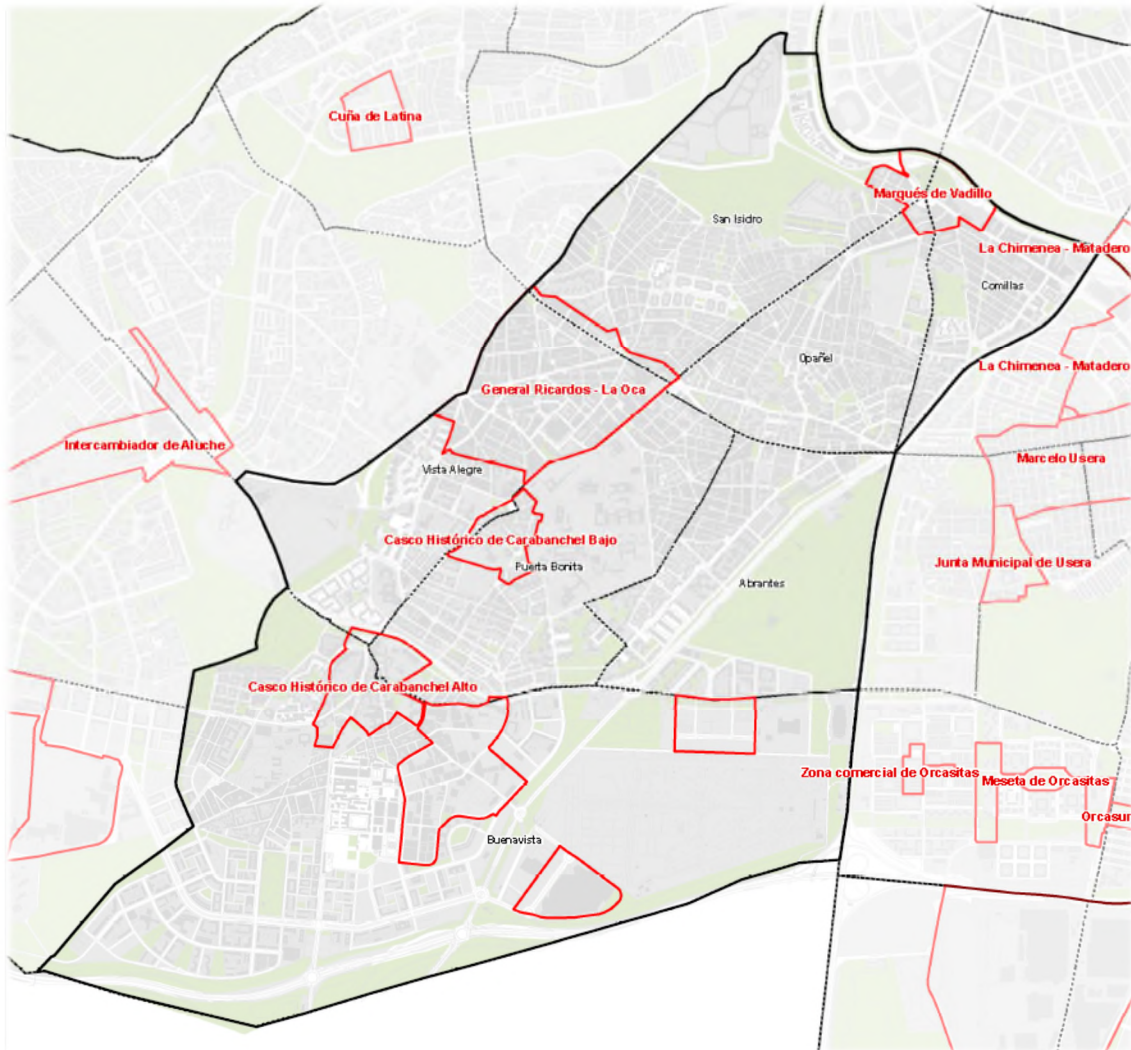 Cuña de Latina
Marqués de Vadillo
San Isidro
La Chimenea - Matadero
Comillas
Opañel
La Chimenea - Matadero
General Ricardos - La Oca
Intercambiador de Aluche
Marcelo Usera
Vista Alegre
Casco Histórico de Carabanchel Bajo
Junta Municipal de Usera
Puerta Bonita
Abrantes
Casco Histórico de Carabanchel Alto
Zona comercial de Orcasitas
Meseta de Orcasitas
Orcasur
Buenavista